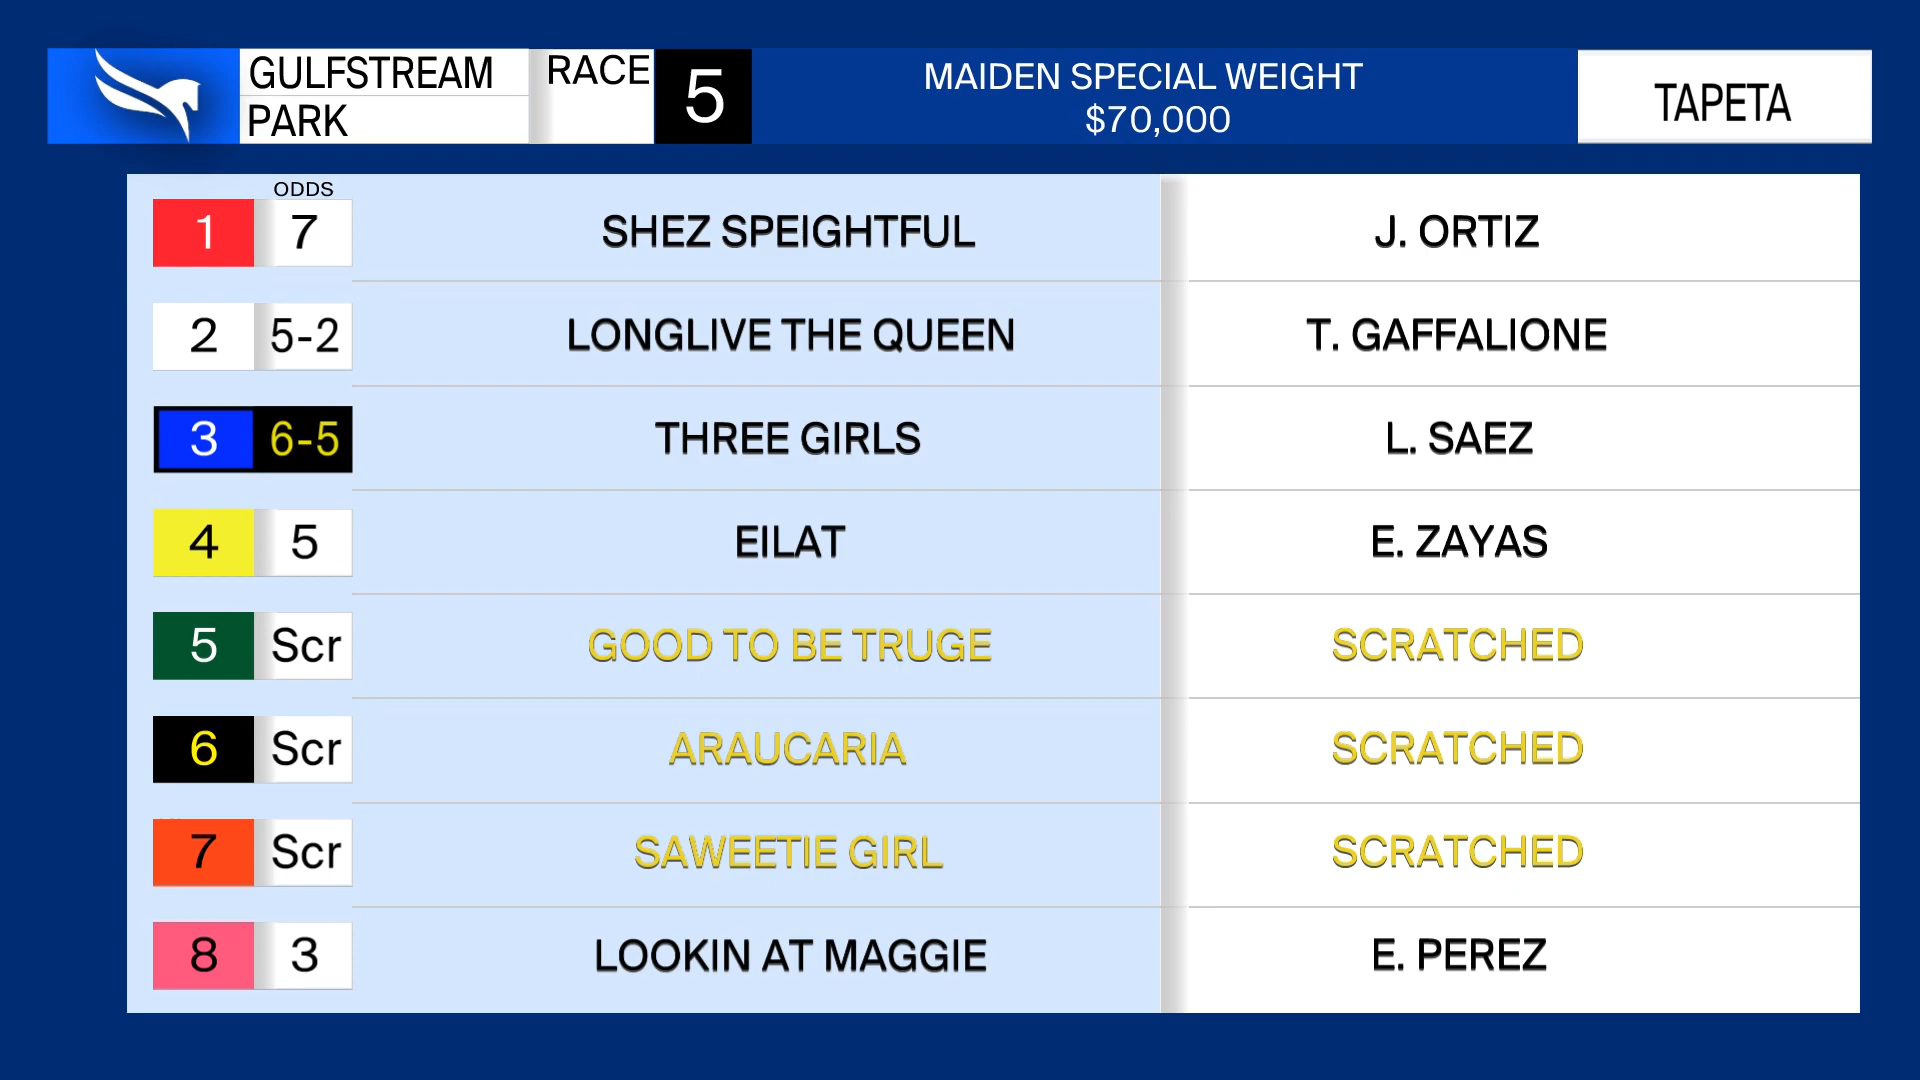 GULFSTREAM
PARK
RACE
5
MAIDEN SPECIAL WEIGHT
$70,000
TAPETA
ODDS
1 7 SHEZ SPEIGHTFUL J. ORTIZ
2 5-2 LONGLIVE THE QUEEN T. GAFFALIONE
3 6-5 THREE GIRLS L. SAEZ
4 5 EILAT E. ZAYAS
5 Scr GOOD TO BE TRUGE SCRATCHED
6 Scr ARAUCARIA SCRATCHED
7 Scr SAWEETIE GIRL SCRATCHED
8 3 LOOKIN AT MAGGIE E. PEREZ